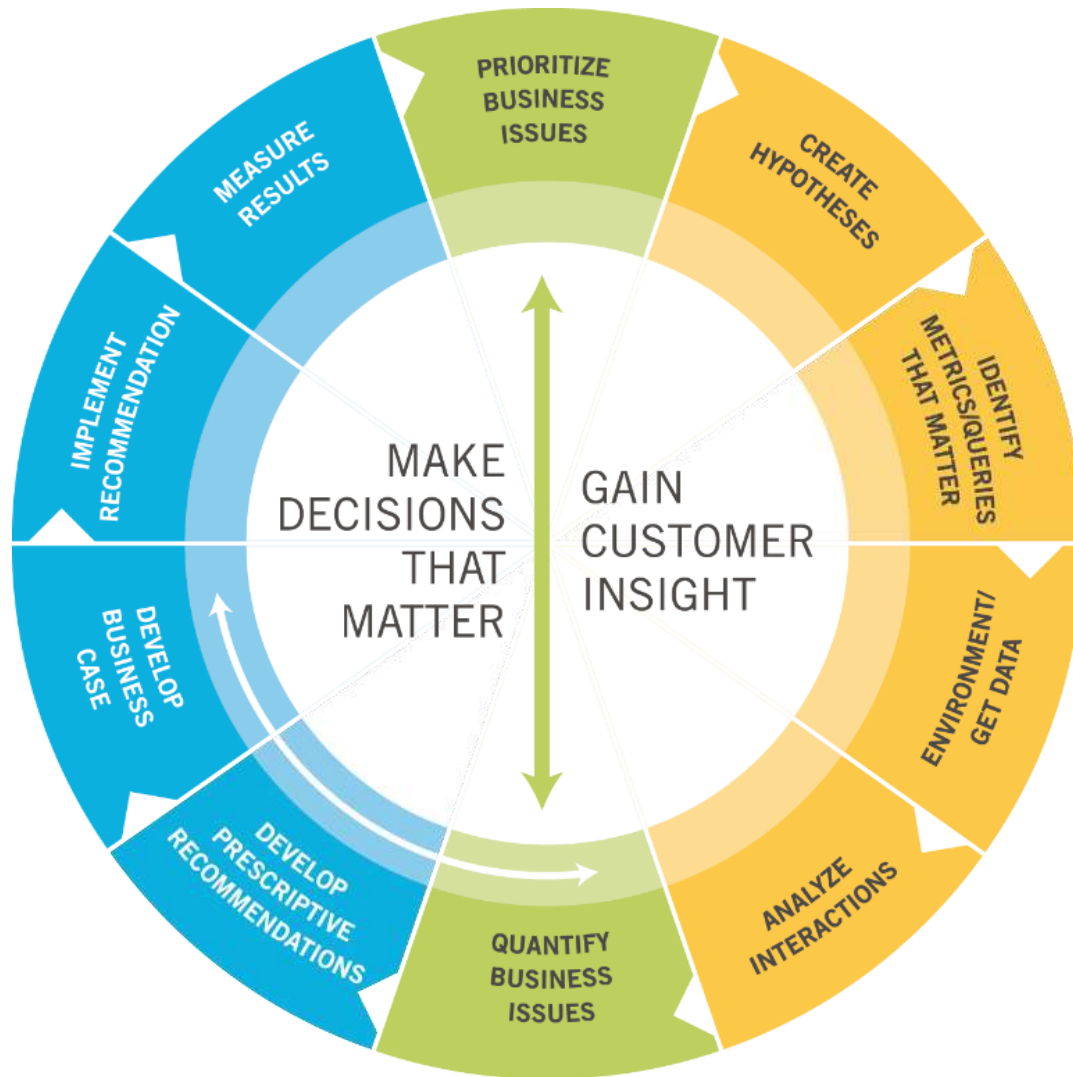 PRIORITIZE
BUSINESS
ISSUES
CREATE
HYPOTHESES
IDENTIFY
METRICS/QUERIES
THAT MATTER
ENVIRONMENT/
GET DATA
ANALYZE
INTERACTIONS
QUANTIFY
BUSINESS
ISSUES
DEVELOP
PRESCRIPTIVE
RECOMMENDATIONS
DEVELOP
BUSINESS
CASE
IMPLEMENT
RECOMMENDATION
MEASURE
RESULTS
MAKE
DECISIONS
THAT
MATTER
GAIN
CUSTOMER
INSIGHT